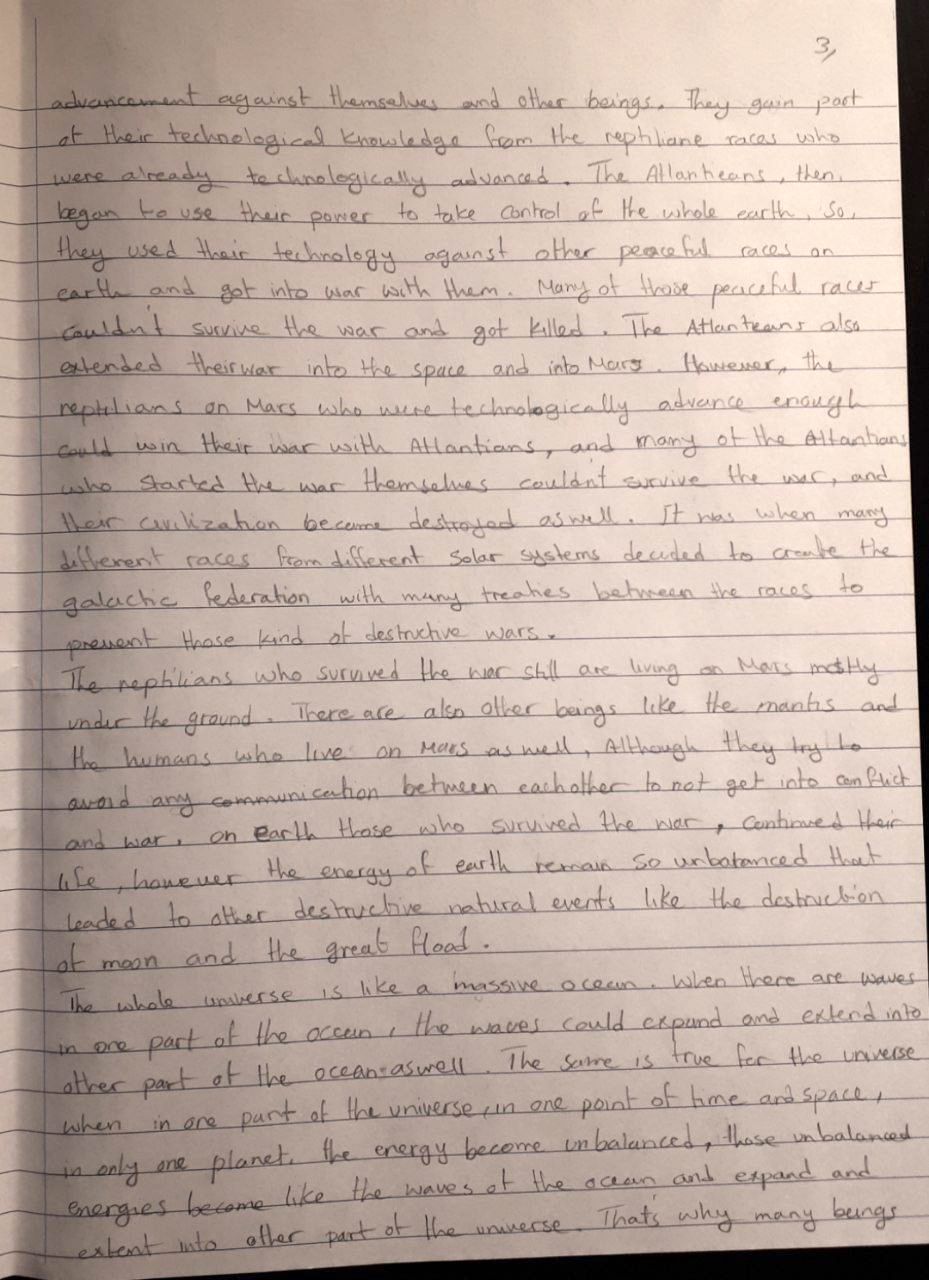 3,
advancement against themselves and other beings. They gain part
of their technological knowledge from the reptiliane races who
were already technologically advanced. The Atlanteans, then,
began to use their power to take control of the whole earth, so,
they used their technology against other peaceful races on
earth and got into war with them. Many of those peaceful races
couldn't survive the war and got killed. The Atlanteans also
extended their war into the space and into Mars. However, the
reptilians on Mars who were technologically advance enough
could win their war with Atlantians, and many of the Atlantians
who started the war themselves couldn't survive the war, and
their civilization become destroyed aswell. It was when many
different races from different solar systems decided to create the
galactic federation with many treaties between the races to
prevent those kind of destructive wars.
The reptilians who survived the war still are living on Mars mostly
under the ground. There are also other beings like the mantis and
the humans who live on Mars as well, Although they try to
avoid any communication between eachother to not get into conflict
and war. on Earth those who survived the war, continued their
life, however the energy of earth remain so unbalanced that
leaded to other destructive natural events like the destruction
of moon and the great flood.
The whole universe is like a massive ocean. When there are waves
in one part of the ocean, the waves could expand and extend into
other part of the ocean aswell. The same is true for the universe
when in one part of the universe, in one point of time and space,
in only one planet. the energy become unbalanced, those unbalanced
energies become like the waves of the ocean and expand and
extent into other part of the universe. That's why many beings